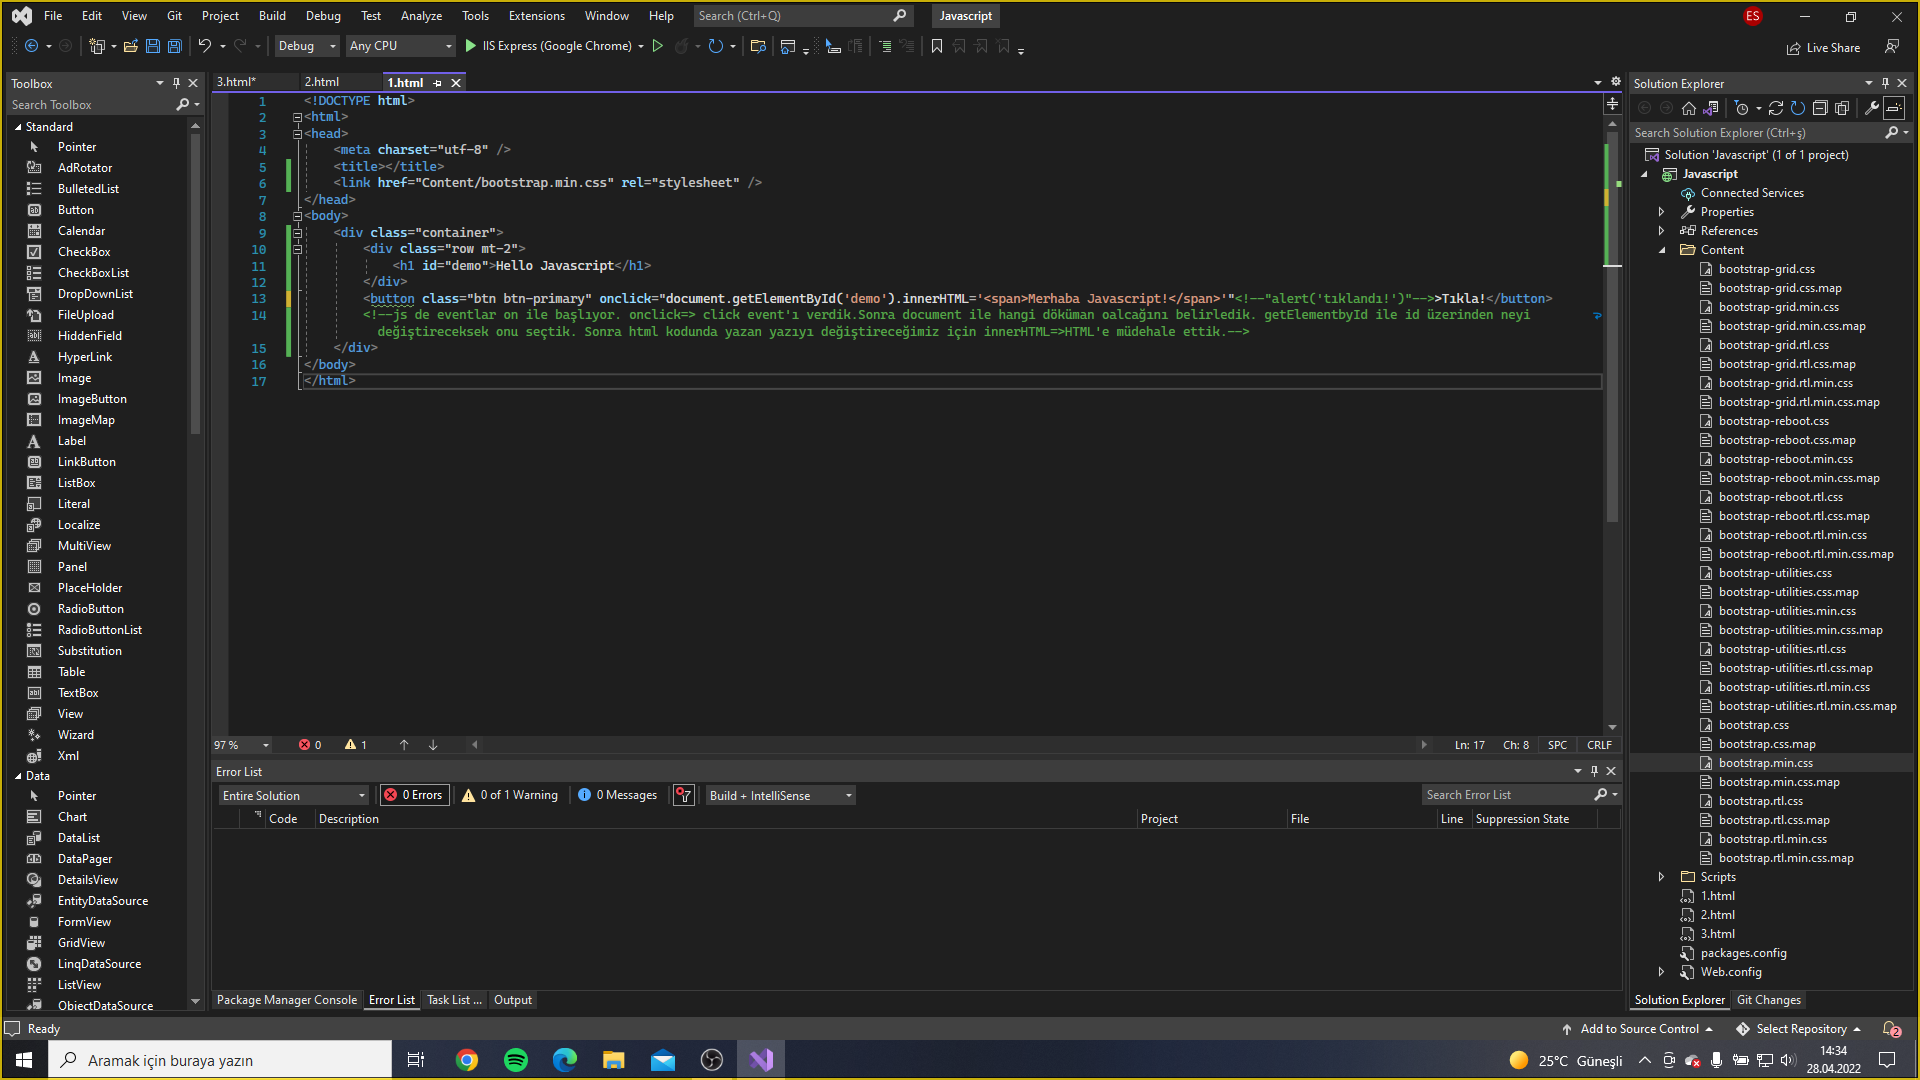 File Edit View Git Project Build Debug Test Analyze Tools Extensions Window Help Search (Ctrl+Q) Javascript ES
Debug Any CPU IIS Express (Google Chrome) Live Share
Toolbox
Search Toolbox
Standard
Pointer
AdRotator
BulletedList
Button
Calendar
CheckBox
CheckBoxList
DropDownList
FileUpload
HiddenField
HyperLink
Image
ImageButton
ImageMap
Label
LinkButton
ListBox
Literal
Localize
MultiView
Panel
PlaceHolder
RadioButton
RadioButtonList
Substitution
Table
TextBox
View
Wizard
Xml
Data
Pointer
Chart
DataList
DataPager
DetailsView
EntityDataSource
FormView
GridView
LinqDataSource
ListView
ObjectDataSource
3.html* 2.html 1.html
1 <!DOCTYPE html>
2 <html>
3 <head>
4 <meta charset="utf-8" />
5 <title></title>
6 <link href="Content/bootstrap.min.css" rel="stylesheet" />
7 </head>
8 <body>
9 <div class="container">
10 <div class="row mt-2">
11 <h1 id="demo">Hello Javascript</h1>
12 </div>
13 <button class="btn btn-primary" onclick="document.getElementById('demo').innerHTML='<span>Merhaba Javascript!</span>'"<!--"alert('tıklandı!')"-->>Tıkla!</button>
14 <!--js de eventlar on ile başlıyor. onclick=> click event'ı verdik.Sonra document ile hangi döküman oalcağını belirledik. getElementbyId ile id üzerinden neyi
değiştireceksek onu seçtik. Sonra html kodunda yazan yazıyı değiştireceğimiz için innerHTML=>HTML'e müdehale ettik.-->
15 </div>
16 </body>
17 </html>
97 % 0 1 Ln: 17 Ch: 8 SPC CRLF
Error List
Entire Solution 0 Errors 0 of 1 Warning 0 Messages Build + IntelliSense Search Error List
Code Description Project File Line Suppression State
Package Manager Console Error List Task List ... Output
Solution Explorer
Search Solution Explorer (Ctrl+ş)
Solution 'Javascript' (1 of 1 project)
Javascript
Connected Services
Properties
References
Content
bootstrap-grid.css
bootstrap-grid.css.map
bootstrap-grid.min.css
bootstrap-grid.min.css.map
bootstrap-grid.rtl.css
bootstrap-grid.rtl.css.map
bootstrap-grid.rtl.min.css
bootstrap-grid.rtl.min.css.map
bootstrap-reboot.css
bootstrap-reboot.css.map
bootstrap-reboot.min.css
bootstrap-reboot.min.css.map
bootstrap-reboot.rtl.css
bootstrap-reboot.rtl.css.map
bootstrap-reboot.rtl.min.css
bootstrap-reboot.rtl.min.css.map
bootstrap-utilities.css
bootstrap-utilities.css.map
bootstrap-utilities.min.css
bootstrap-utilities.min.css.map
bootstrap-utilities.rtl.css
bootstrap-utilities.rtl.css.map
bootstrap-utilities.rtl.min.css
bootstrap-utilities.rtl.min.css.map
bootstrap.css
bootstrap.css.map
bootstrap.min.css
bootstrap.min.css.map
bootstrap.rtl.css
bootstrap.rtl.css.map
bootstrap.rtl.min.css
bootstrap.rtl.min.css.map
Scripts
1.html
2.html
3.html
packages.config
Web.config
Solution Explorer Git Changes
Ready Add to Source Control Select Repository 2
Aramak için buraya yazın 25°C Güneşli 14:34
28.04.2022